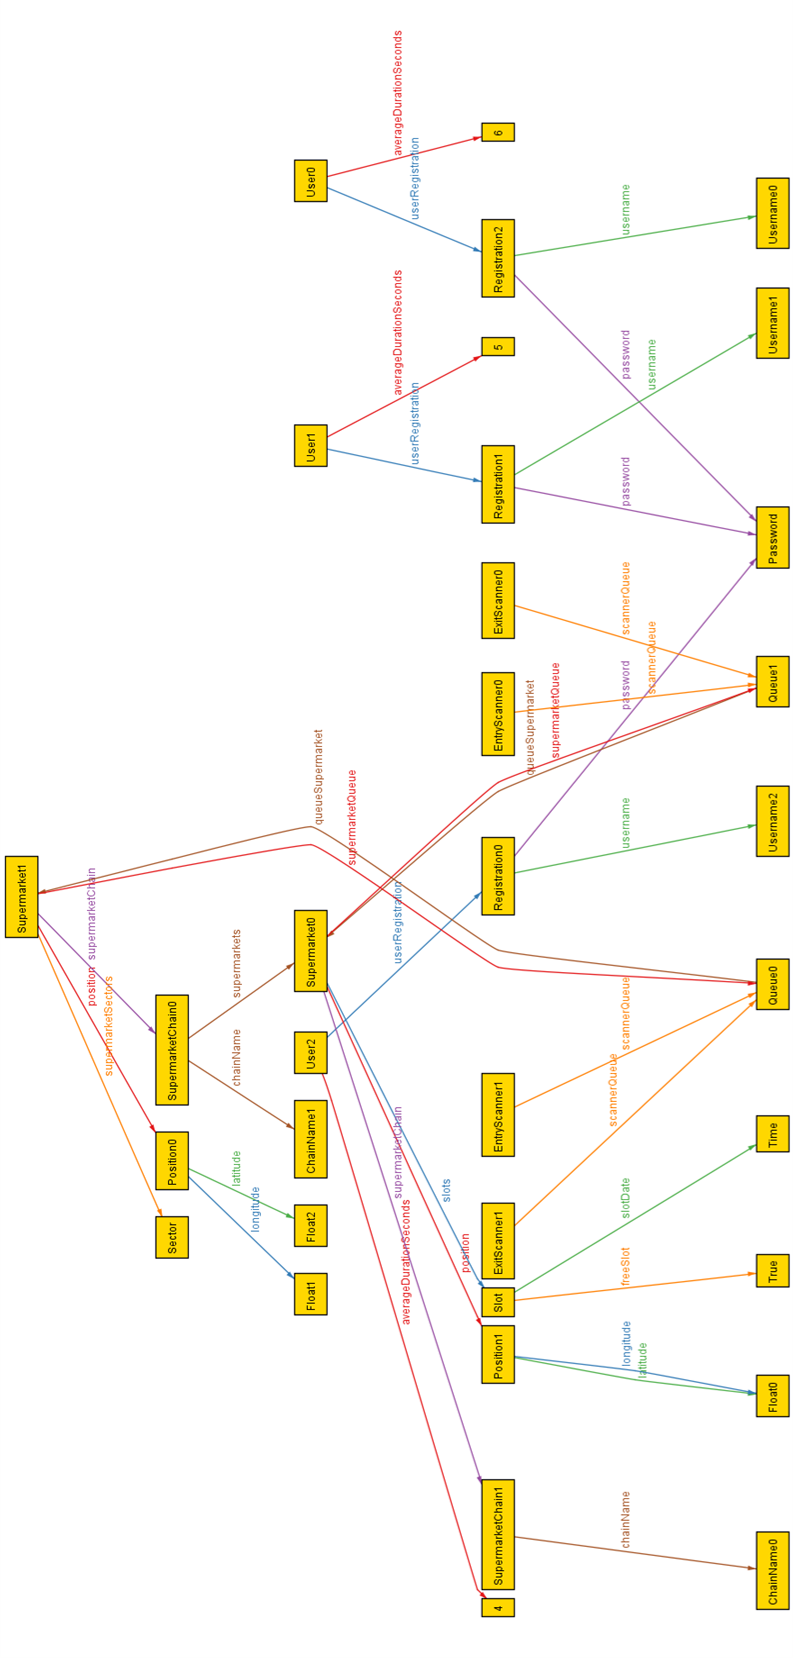 Supermarket1
supermarketChain
position
supermarketSectors
queueSupermarket
supermarketQueue
SupermarketChain0
Position0
Sector
supermarkets
chainName
latitude
longitude
User0
User1
Supermarket0
User2
ChainName1
Float2
Float1
averageDurationSeconds
userRegistration
averageDurationSeconds
userRegistration
userRegistration
supermarketChain
averageDurationSeconds
slots
position
queueSupermarket
supermarketQueue
6
Registration2
5
Registration1
ExitScanner0
EntryScanner0
Registration0
EntryScanner1
ExitScanner1
Slot
Position1
SupermarketChain1
4
username
password
username
password
scannerQueue
scannerQueue
password
username
scannerQueue
scannerQueue
slotDate
freeSlot
longitude
latitude
chainName
Username0
Username1
Password
Queue1
Username2
Queue0
Time
True
Float0
ChainName0